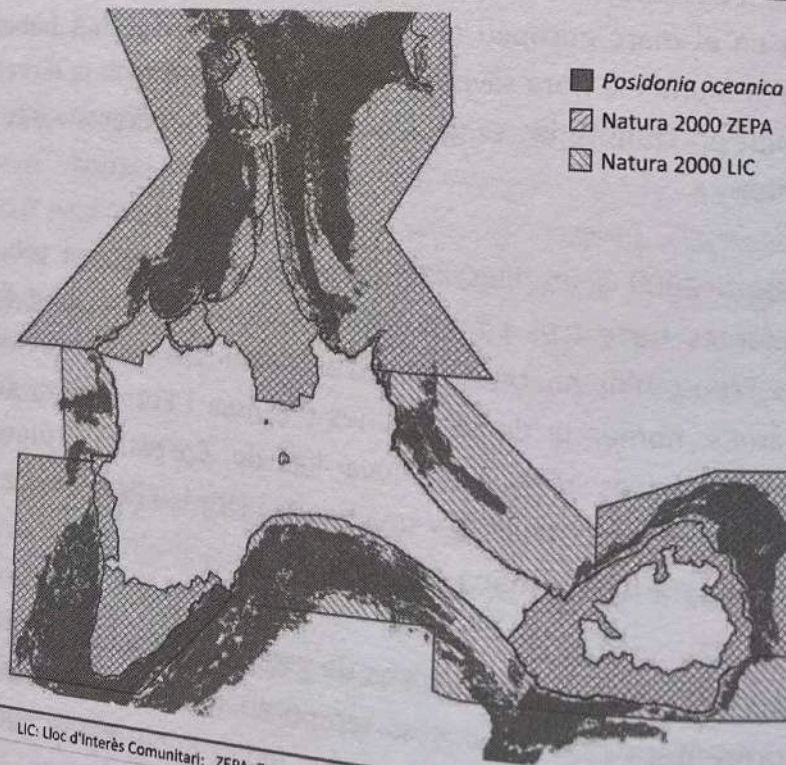 Posidonia oceanica
Natura 2000 ZEPA
Natura 2000 LIC
LIC: Lloc d'Interès Comunitari; ZEPA